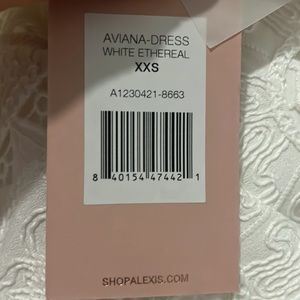 AVIANA-DRESS
WHITE ETHEREAL
XXS
A1230421-8663
8 40154 47442 1
SHOPALEXIS.COM